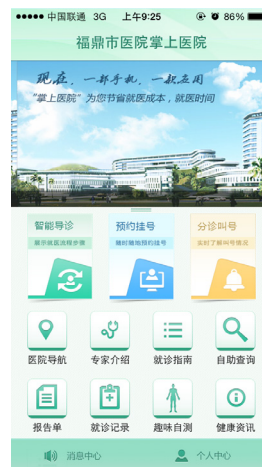 中国联通 3G 上午9:25 86%
福鼎市医院掌上医院
现在，一部手机，一机在用
“掌上医院”为您节省就医成本，就医时间
智能导诊 预约挂号 分诊叫号
展示就医流程步骤 随时随地预约挂号 实时了解叫号情况
医院导航 专家介绍 就诊指南 自助查询
报告单 就诊记录 趣味自测 健康资讯
消息中心 个人中心